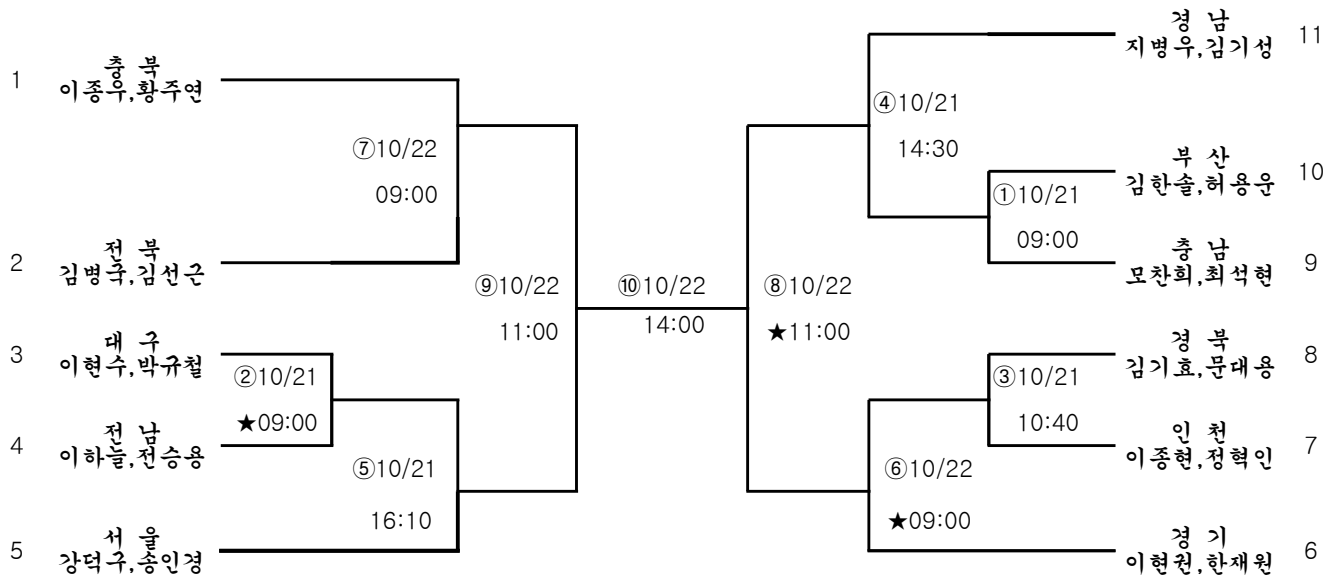 충 북
1 이종우,황주연
⑦10/22
09:00
전 북
2 김병국,김선근
⑨10/22
11:00
대 구
3 이현수,박규철
②10/21
★09:00
전 남
4 이하늘,전승용
⑤10/21
16:10
서 울
5 강덕구,송인경
⑩10/22
14:00
경 남
지병우,김기성 11
④10/21
14:30
부 산
김한솔,허용운 10
①10/21
09:00
충 남
모찬희,최석현 9
⑧10/22
★11:00
경 북
김기효,문대용 8
③10/21
10:40
인 천
이종현,정혁인 7
⑥10/22
★09:00
경 기
이현권,한재원 6